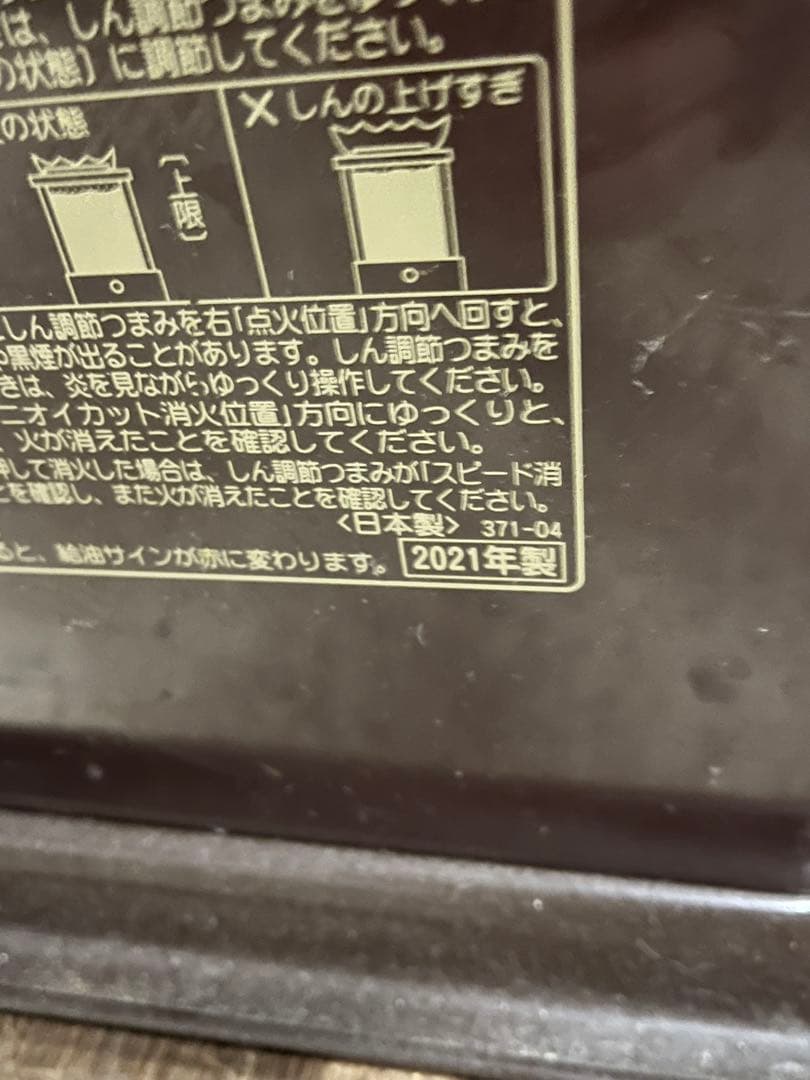 は、しん調節つまみをゆっ
の状態〕に調節してください。
の状態
〔上限〕
×しんの上げすぎ
しん調節つまみを右「点火位置」方向へ回すと、
や黒煙が出ることがあります。しん調節つまみを
きは、炎を見ながらゆっくり操作してください。
ニオイカット消火位置」方向にゆっくりと、
、火が消えたことを確認してください。
押して消火した場合は、しん調節つまみが「スピード消
とを確認し、また火が消えたことを確認してください。
<日本製> 371-04
ると、給油サインが赤に変わります。 2021年製